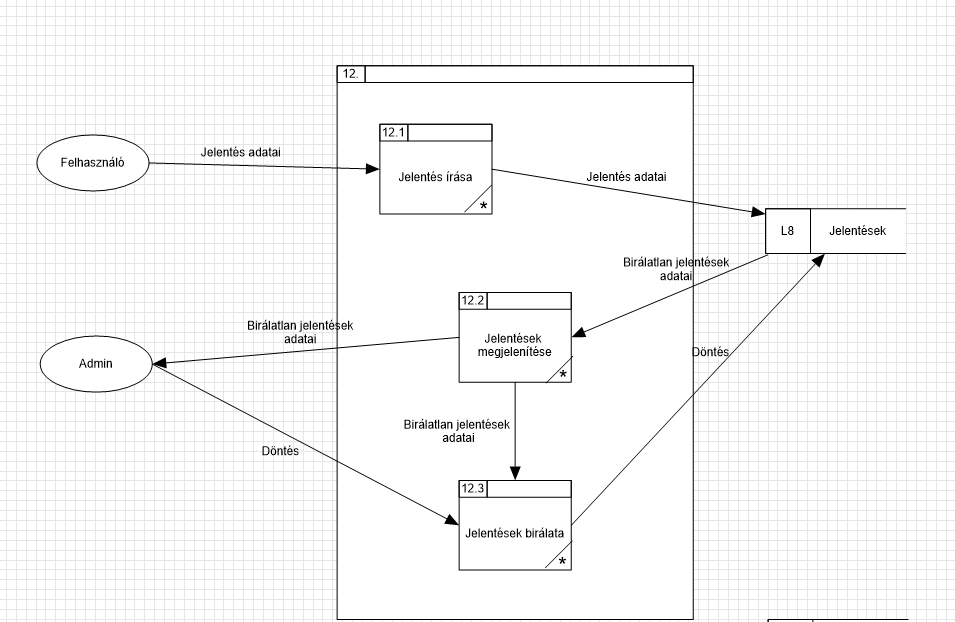 12.
12.1
Jelentés írása
*
Felhasználó
Jelentés adatai
Jelentés adatai
L8
Jelentések
Birálatlan jelentések
adatai
12.2
Jelentések
megjelenítése
*
Birálatlan jelentések
adatai
Admin
Döntés
Birálatlan jelentések
adatai
Döntés
12.3
Jelentések birálata
*